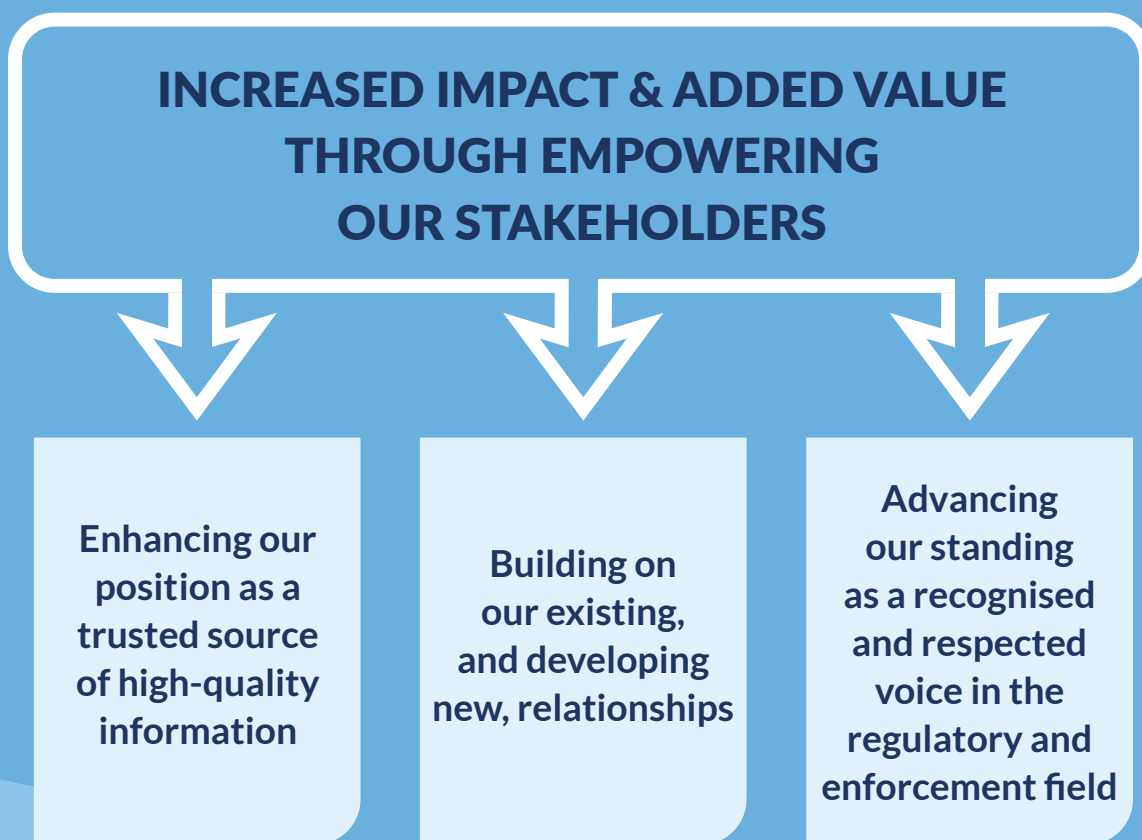 INCREASED IMPACT & ADDED VALUE
THROUGH EMPOWERING
OUR STAKEHOLDERS
Enhancing our
position as a
trusted source
of high-quality
information
Building on
our existing,
and developing
new, relationships
Advancing
our standing
as a recognised
and respected
voice in the
regulatory and
enforcement field